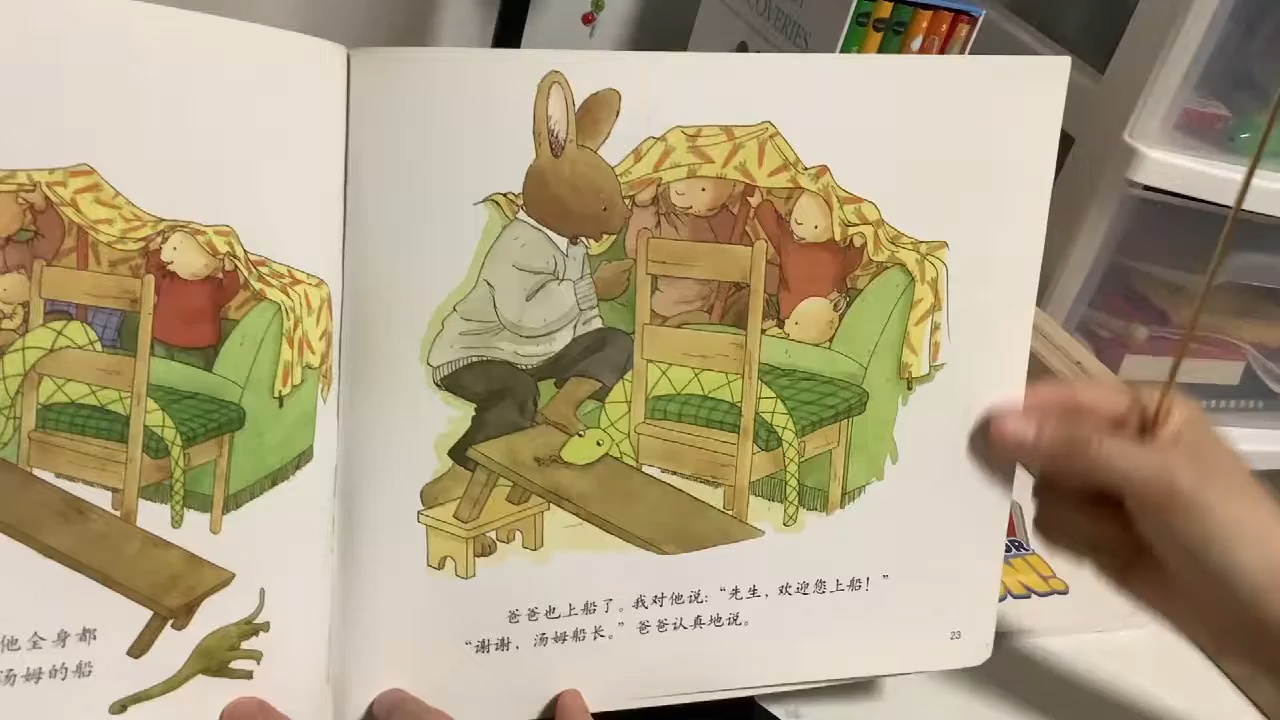 COVERIES
他全身都
汤姆的船
爸爸也上船了。我对他说：“先生，欢迎您上船！”
“谢谢，汤姆船长。”爸爸认真地说。
23